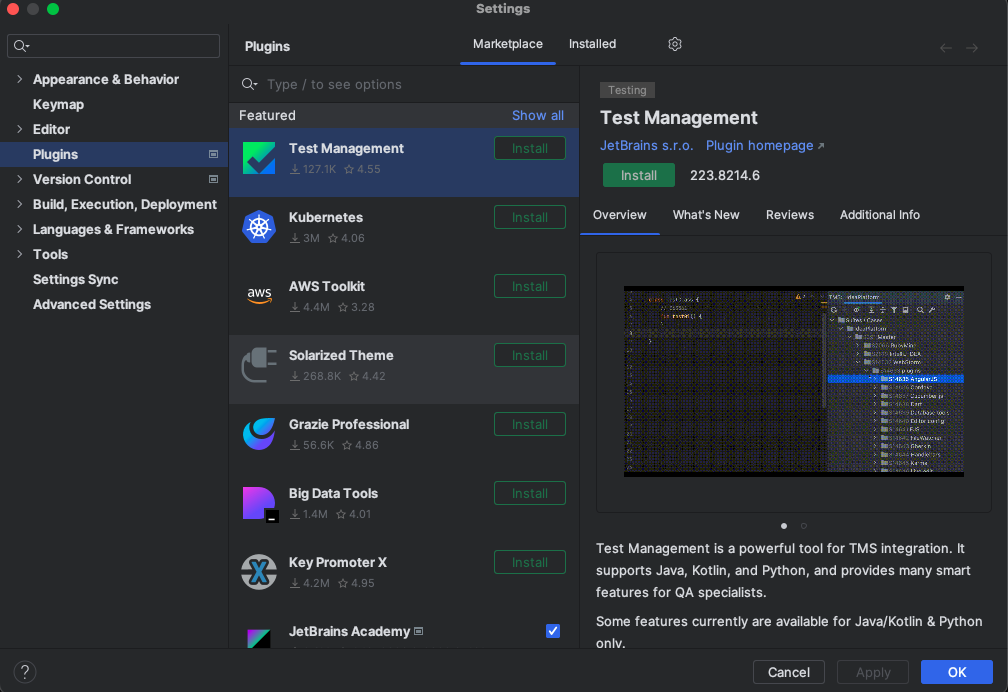 Settings
Appearance & Behavior
Keymap
Editor
Plugins
Version Control
Build, Execution, Deployment
Languages & Frameworks
Tools
Settings Sync
Advanced Settings
Plugins
Marketplace
Installed
Type / to see options
Featured
Show all
Test Management
127.1K 4.55
Install
Kubernetes
3M 4.06
Install
aws
AWS Toolkit
4.4M 3.28
Install
Solarized Theme
268.8K 4.42
Install
Grazie Professional
56.6K 4.86
Install
Big Data Tools
1.4M 4.01
Install
Key Promoter X
4.2M 4.95
Install
JetBrains Academy
Testing
Test Management
JetBrains s.r.o. Plugin homepage ↗
Install 223.8214.6
Overview
What's New
Reviews
Additional Info
Test Management is a powerful tool for TMS integration. It
supports Java, Kotlin, and Python, and provides many smart
features for QA specialists.
Some features currently are available for Java/Kotlin & Python
only.
?
Cancel
Apply
OK